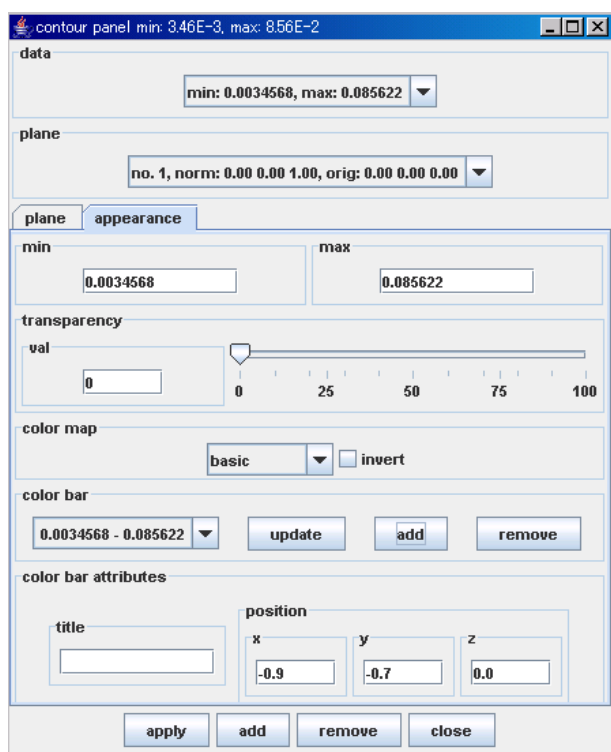 contour panel min: 3.46E-3, max: 8.56E-2
data
min: 0.0034568, max: 0.085622
plane
no. 1, norm: 0.00 0.00 1.00, orig: 0.00 0.00 0.00
plane appearance
min max
0.0034568 0.085622
transparency
val
0
0 25 50 75 100
color map
basic invert
color bar
0.0034568 - 0.085622 update add remove
color bar attributes
title position
x y z
-0.9 -0.7 0.0
apply add remove close